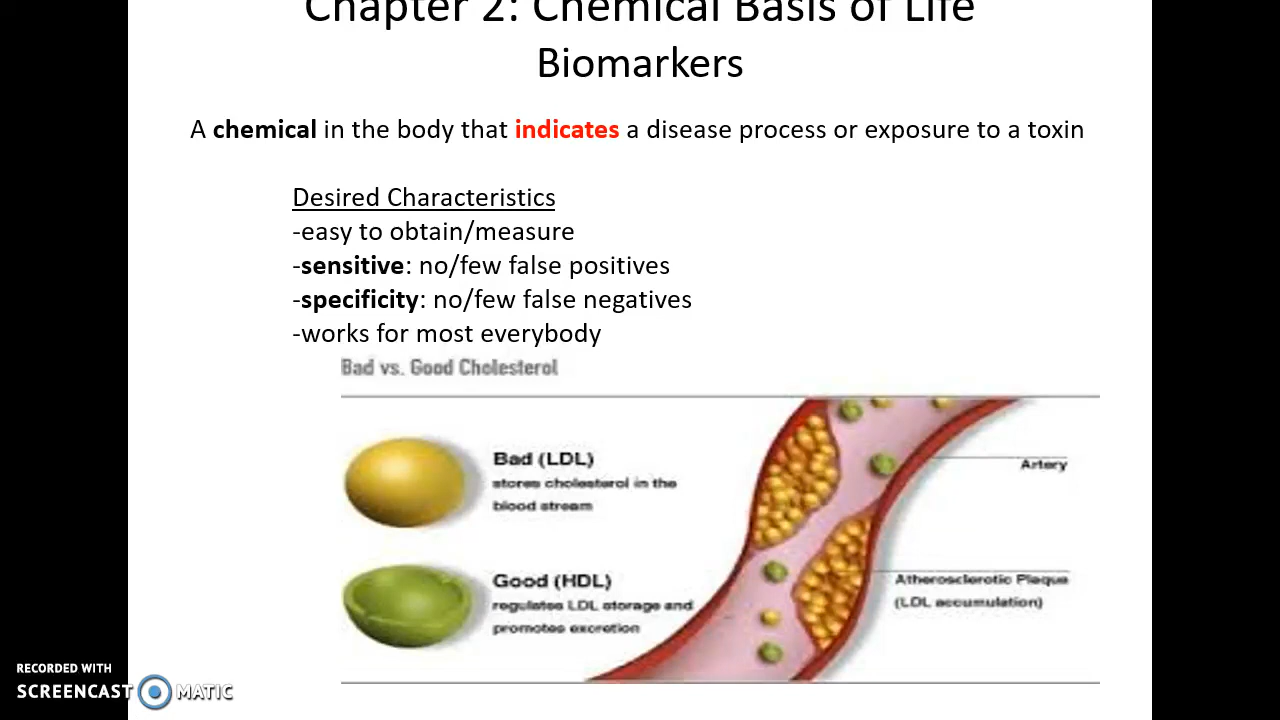 Chapter 2: Chemical Basis of Life
Biomarkers
A chemical in the body that indicates a disease process or exposure to a toxin
Desired Characteristics
-easy to obtain/measure
-sensitive: no/few false positives
-specificity: no/few false negatives
-works for most everybody
Bad vs. Good Cholesterol
Bad (LDL)
stores cholesterol in the
blood stream
Artery
Good (HDL)
regulates LDL storage and
promotes excretion
Atherosclerotic Plaque
(LDL accumulation)
RECORDED WITH
SCREENCAST MATIC